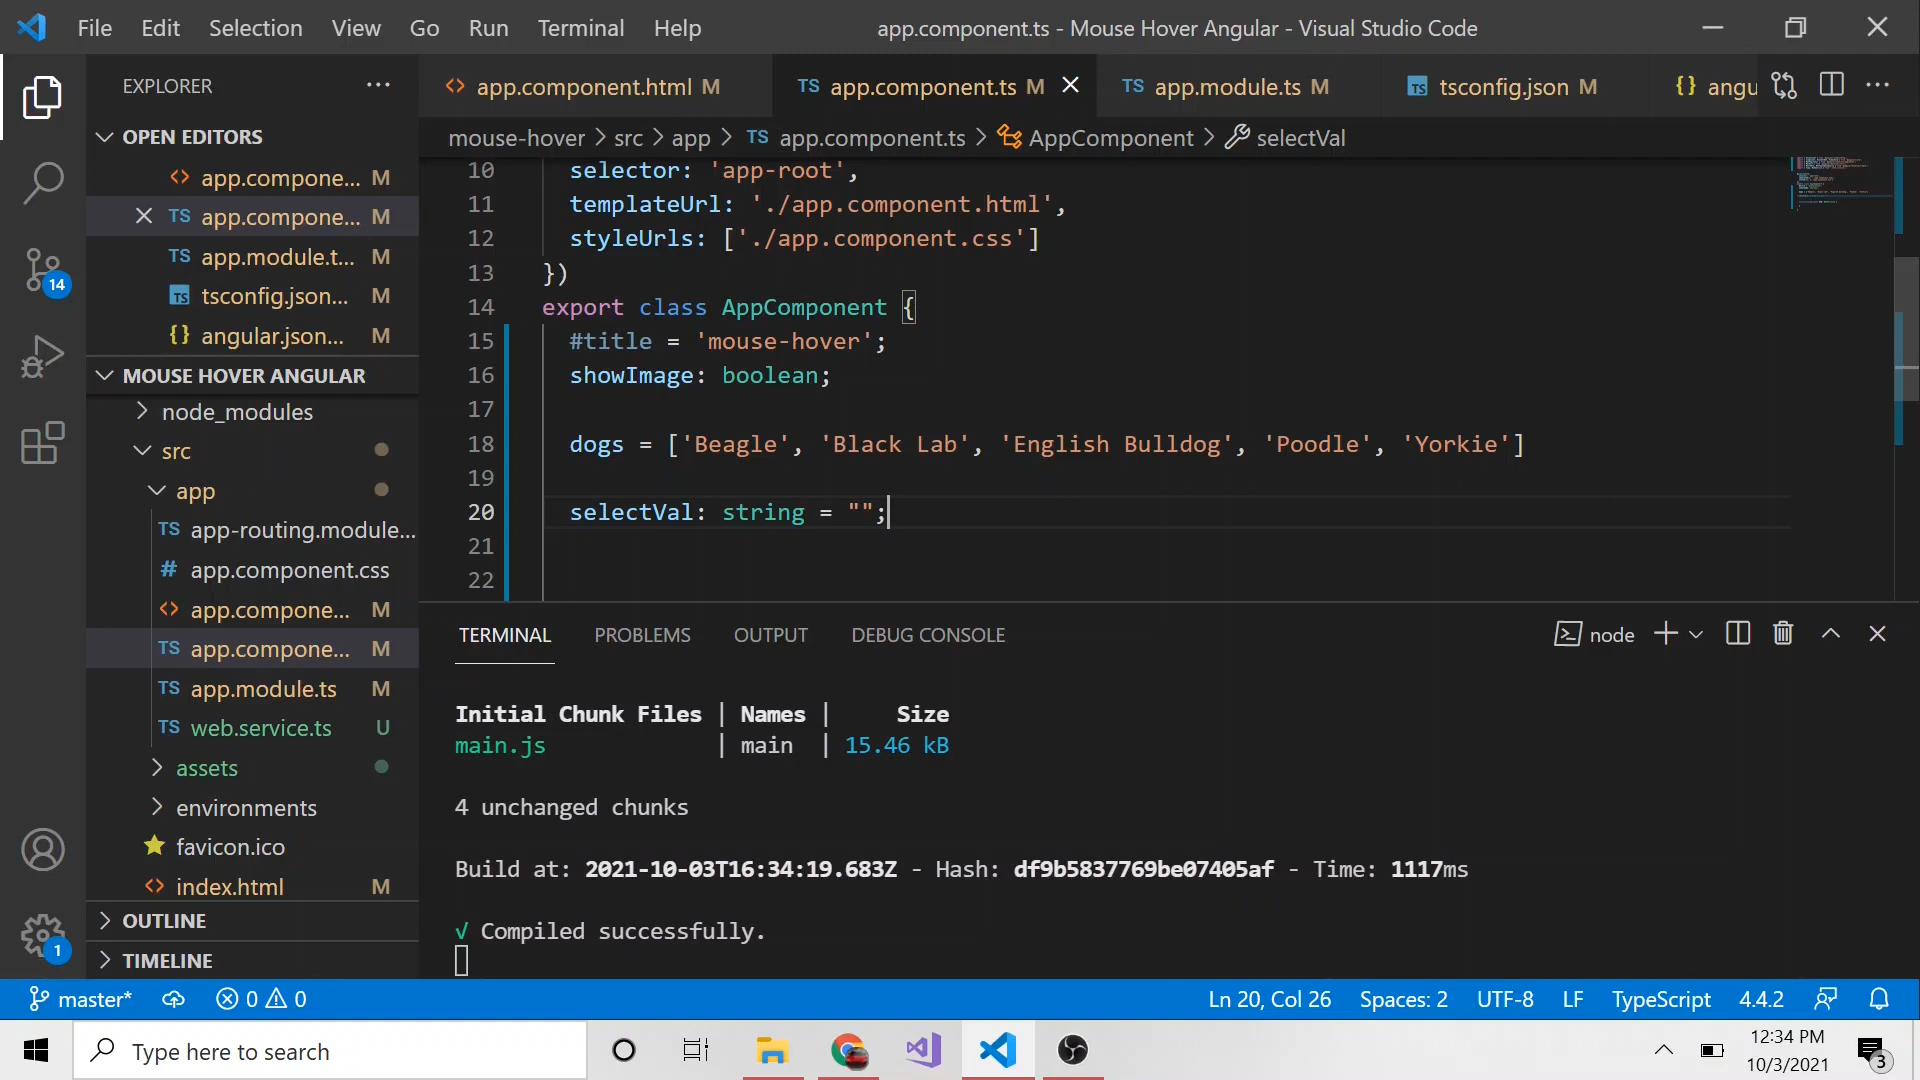 File Edit Selection View Go Run Terminal Help
app.component.ts - Mouse Hover Angular - Visual Studio Code
EXPLORER
OPEN EDITORS
app.compone... M
TS app.compone... M
TS app.module.t... M
TS tsconfig.json... M
{} angular.json... M
MOUSE HOVER ANGULAR
node_modules
src
app
TS app-routing.module...
# app.component.css
<> app.compone... M
TS app.compone... M
TS app.module.ts M
TS web.service.ts U
assets
environments
favicon.ico
<> index.html M
OUTLINE
TIMELINE
14
1
<> app.component.html M
TS app.component.ts M
TS app.module.ts M
TS tsconfig.json M
{} angu
mouse-hover > src > app > TS app.component.ts > AppComponent > selectVal
10 selector: 'app-root',
11 templateUrl: './app.component.html',
12 styleUrls: ['./app.component.css']
13 })
14 export class AppComponent {
15 #title = 'mouse-hover';
16 showImage: boolean;
17
18 dogs = ['Beagle', 'Black Lab', 'English Bulldog', 'Poodle', 'Yorkie']
19
20 selectVal: string = "";
21
22
TERMINAL PROBLEMS OUTPUT DEBUG CONSOLE
node
Initial Chunk Files | Names | Size
main.js | main | 15.46 kB
4 unchanged chunks
Build at: 2021-10-03T16:34:19.683Z - Hash: df9b5837769be07405af - Time: 1117ms
√ Compiled successfully.
master* 0 0
Ln 20, Col 26 Spaces: 2 UTF-8 LF TypeScript 4.4.2
Type here to search
12:34 PM
10/3/2021
3